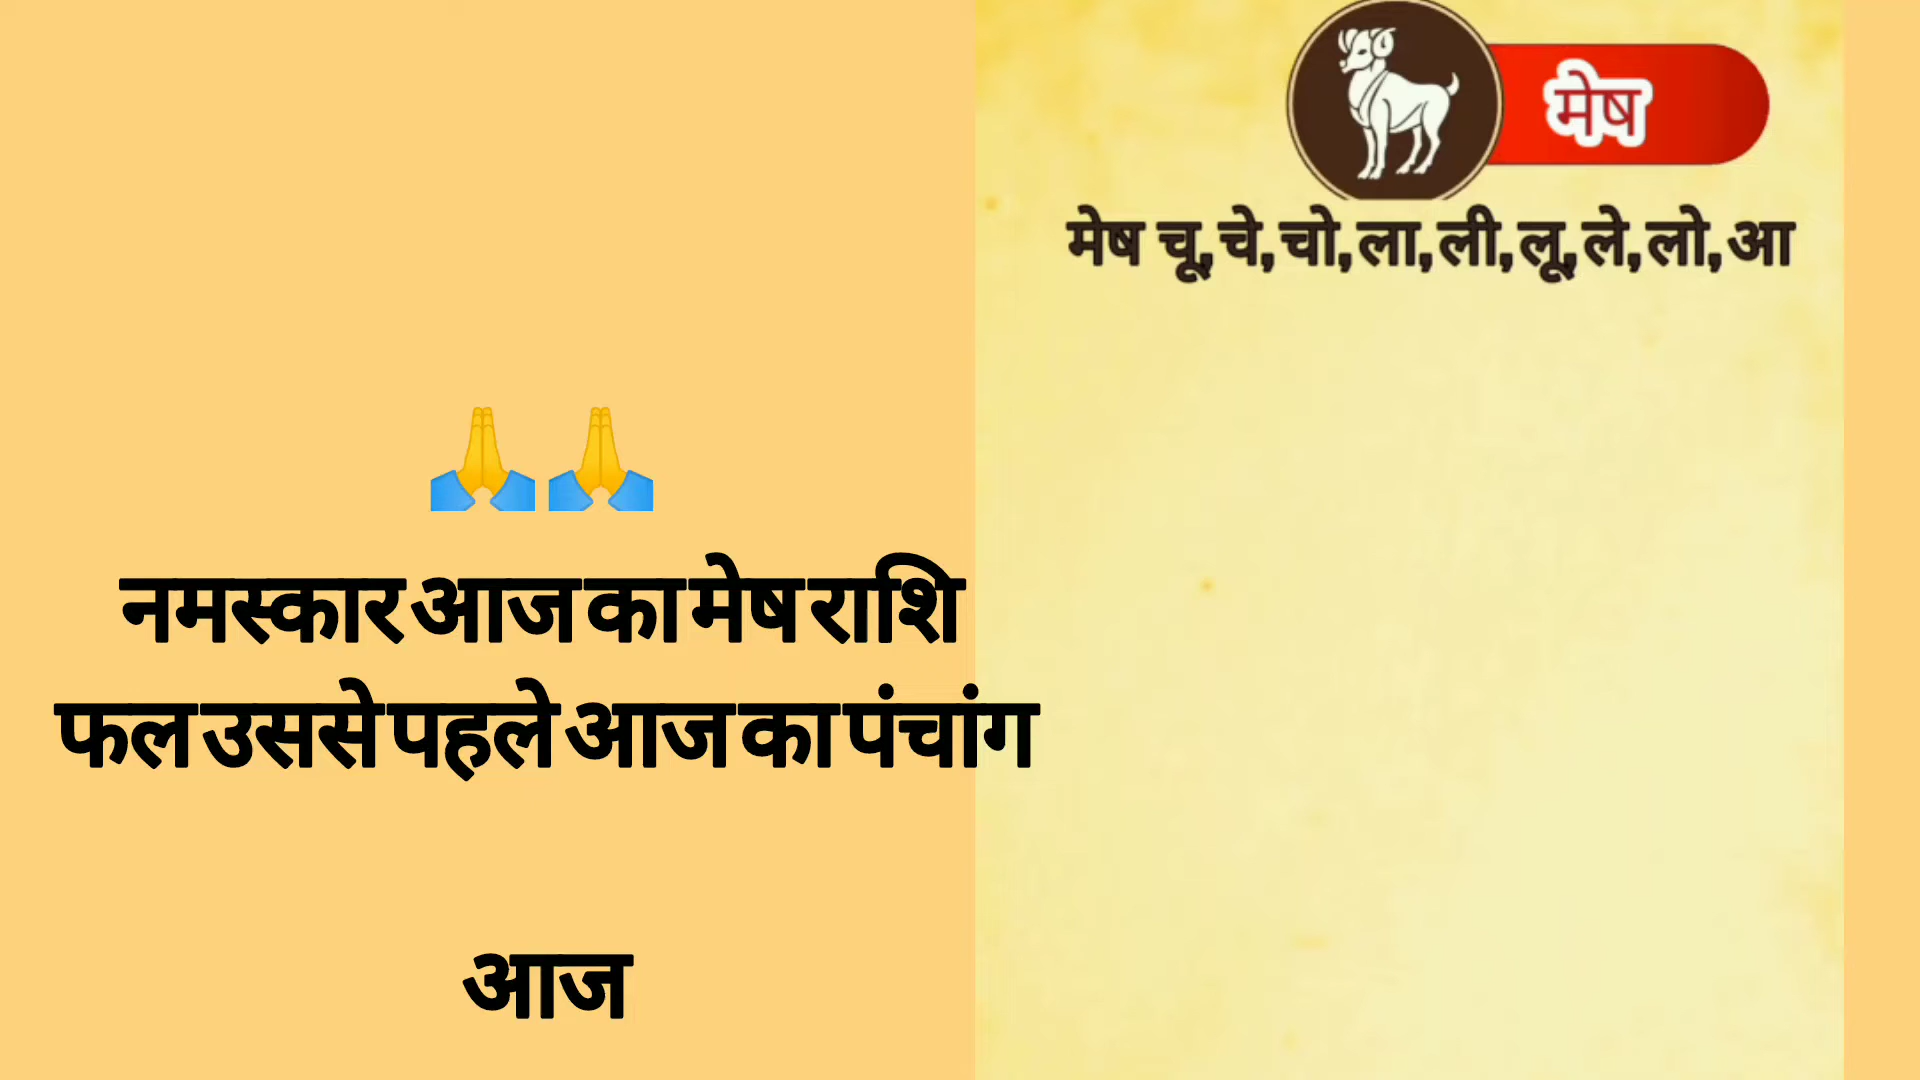 मेष
मेष चू,चे,चो,ला,ली,लू,ले,लो,आ
🙏🙏
नमस्कार आज का मेष राशि
फल उससे पहले आज का पंचांग
आज